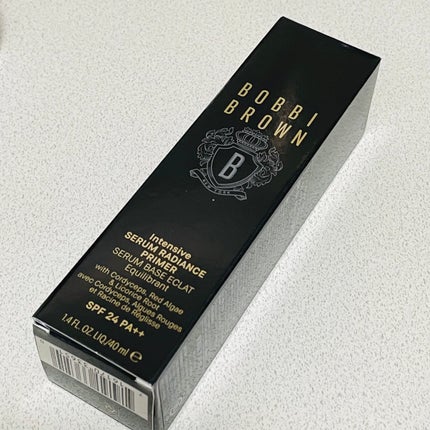 BOBBI
BROWN
B
Intensive
SERUM RADIANCE
PRIMER
SERUM BASE ECLAT
Equilibrant
with Cordyceps, Red Algae
& Licorice Root
avec Cordyceps, Algues Rouges
et Racine de Réglisse
SPF 24 PA++
1.4 FL OZ LIQ/40 ml ℮